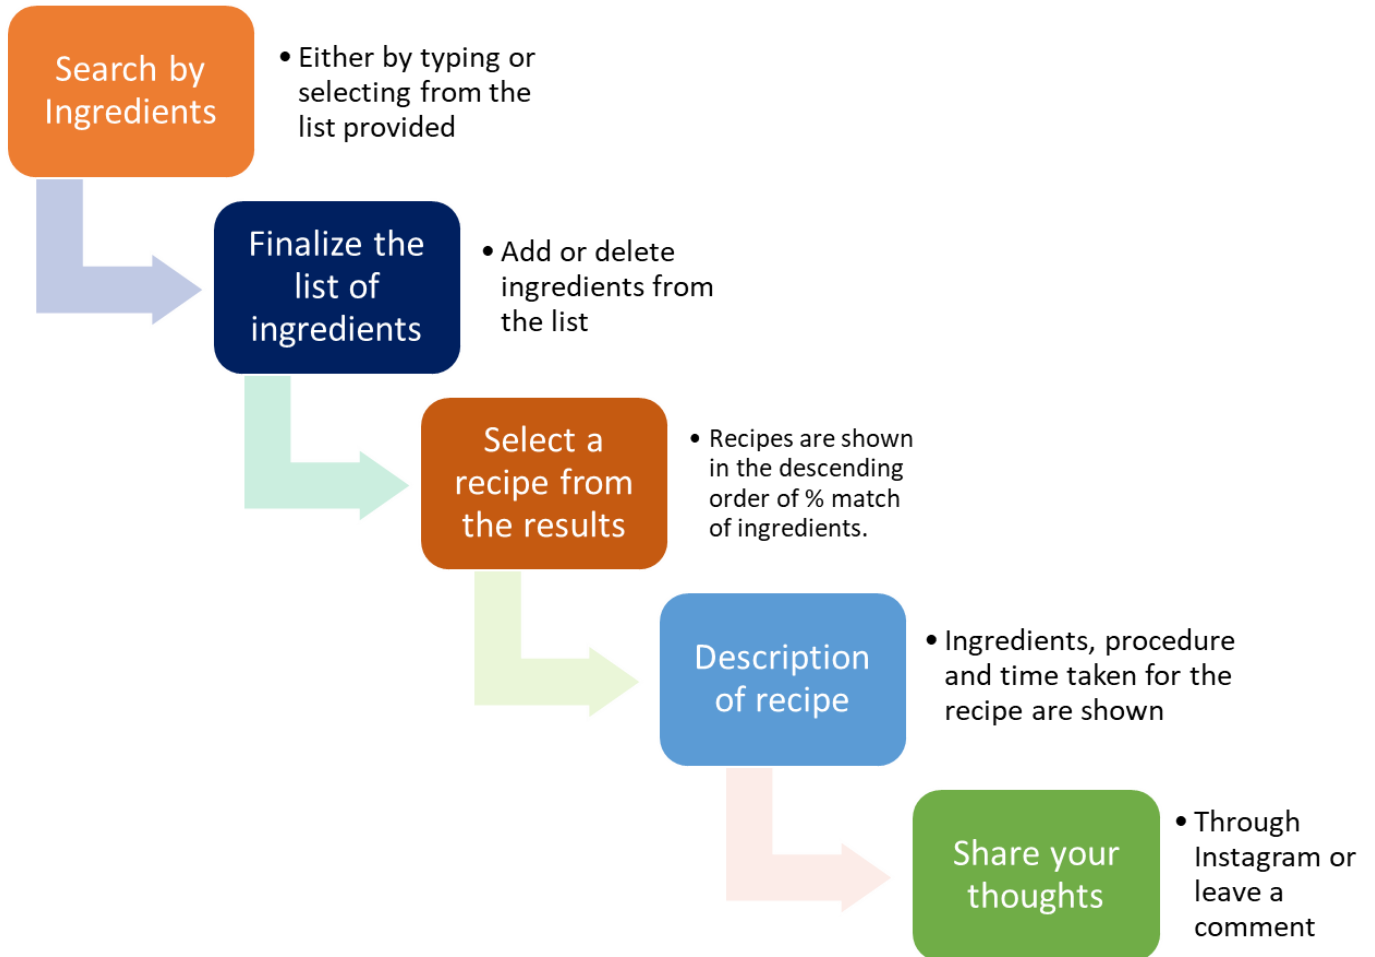 Search by
Ingredients
• Either by typing or
selecting from the
list provided
Finalize the
list of
ingredients
• Add or delete
ingredients from
the list
Select a
recipe from
the results
• Recipes are shown
in the descending
order of % match
of ingredients.
Description
of recipe
• Ingredients, procedure
and time taken for the
recipe are shown
Share your
thoughts
• Through
Instagram or
leave a
comment